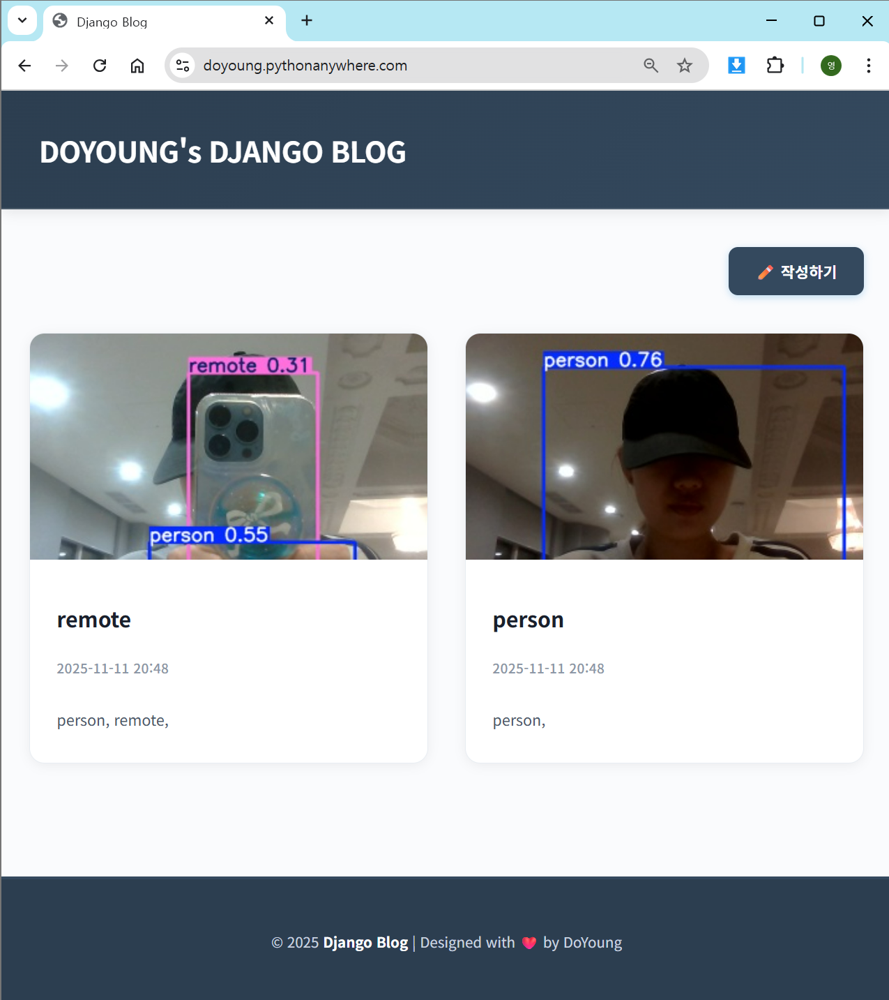 Django Blog
doyoung.pythonanywhere.com
영
DOYOUNG's DJANGO BLOG
작성하기
remote 0.31
person 0.55
person 0.76
remote
2025-11-11 20:48
person, remote,
person
2025-11-11 20:48
person,
© 2025 Django Blog | Designed with ❤️ by DoYoung